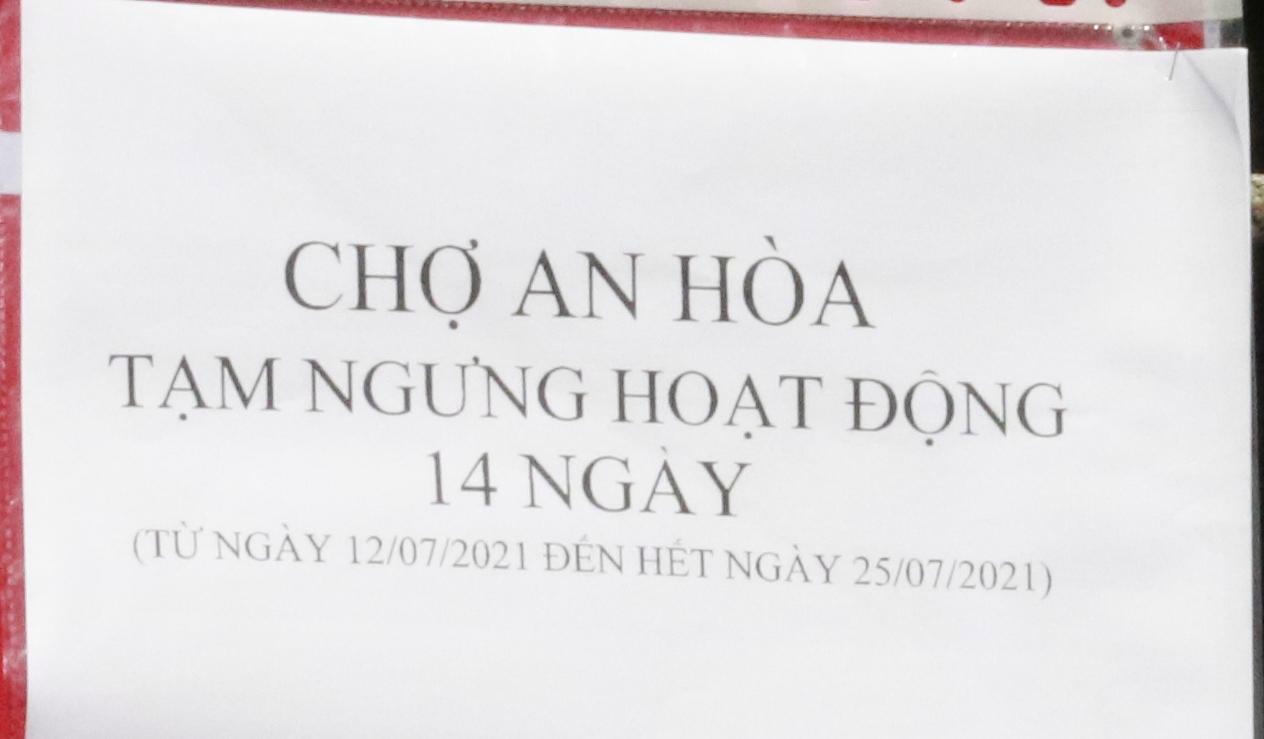 CHỢ AN HÒA
TẠM NGƯNG HOẠT ĐỘNG
14 NGÀY
(TỪ NGÀY 12/07/2021 ĐẾN HẾT NGÀY 25/07/2021)